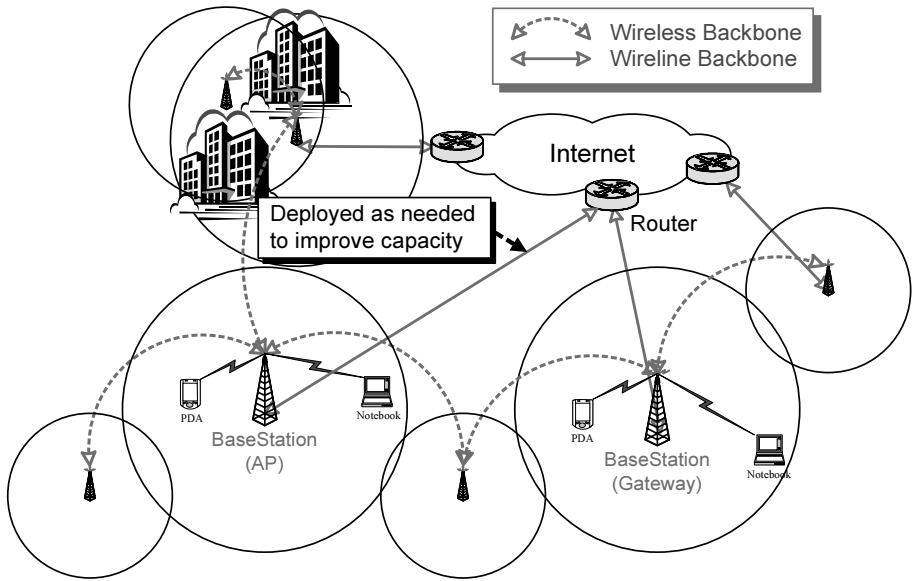 Wireless Backbone
Wireline Backbone
Internet
Router
Deployed as needed
to improve capacity
PDA
Notebook
BaseStation
(AP)
PDA
Notebook
BaseStation
(Gateway)